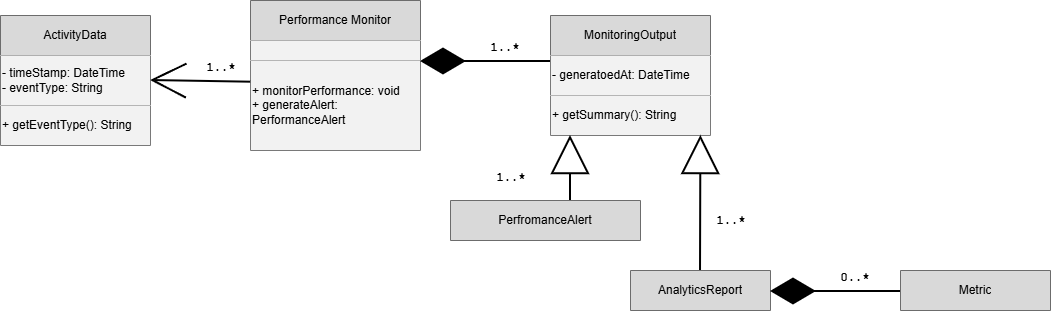 ActivityData
- timeStamp: DateTime
- eventType: String
+ getEventType(): String
1..*
Performance Monitor
+ monitorPerformance: void
+ generateAlert:
PerformanceAlert
1..*
MonitoringOutput
- generatoedAt: DateTime
+ getSummary(): String
1..*
PerfromanceAlert
1..*
AnalyticsReport
0..*
Metric